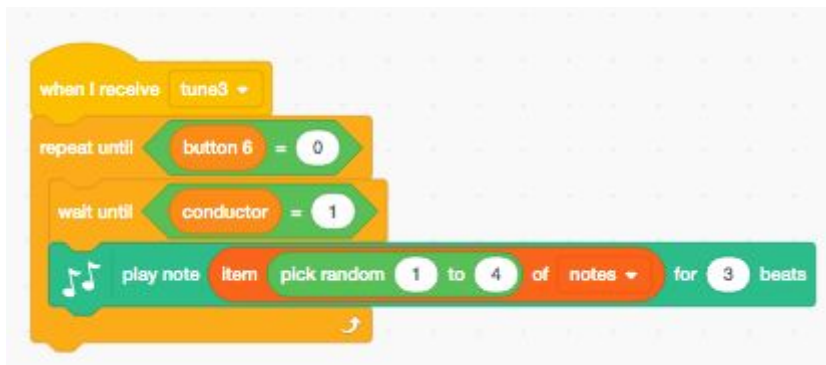 when I receive tune3
repeat until button 6 = 0
wait until conductor = 1
play note item pick random 1 to 4 of notes for 3 beats